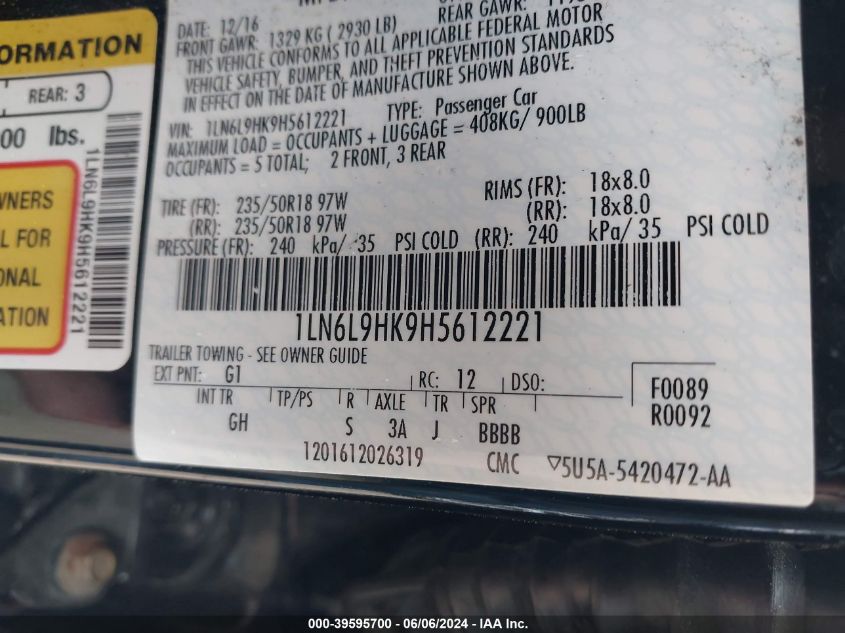 DATE: 12/16
FRONT GAWR: 1329 KG ( 2930 LB) REAR GAWR:
THIS VEHICLE CONFORMS TO ALL APPLICABLE FEDERAL MOTOR
VEHICLE SAFETY, BUMPER, AND THEFT PREVENTION STANDARDS
IN EFFECT ON THE DATE OF MANUFACTURE SHOWN ABOVE.
VIN: 1LN6L9HK9H5612221 TYPE: Passenger Car
MAXIMUM LOAD = OCCUPANTS + LUGGAGE = 408KG/ 900LB
OCCUPANTS = 5 TOTAL; 2 FRONT, 3 REAR
TIRE (FR): 235/50R18 97W RIMS (FR): 18x8.0
(RR): 235/50R18 97W (RR): 18x8.0
PRESSURE (FR): 240 kPa/ 35 PSI COLD (RR): 240 kPa/ 35 PSI COLD
1LN6L9HK9H5612221
TRAILER TOWING - SEE OWNER GUIDE
EXT PNT: G1 RC: 12 DSO: F0089
INT TR TP/PS R AXLE TR SPR R0092
GH S 3A J BBBB
1201612026319 CMC 5U5A-5420472-AA
ORMATION
REAR: 3
00 lbs.
WNERS
L FOR
ONAL
ATION
1LN6L9HK9H5612221
000-39595700 - 06/06/2024 - IAA Inc.